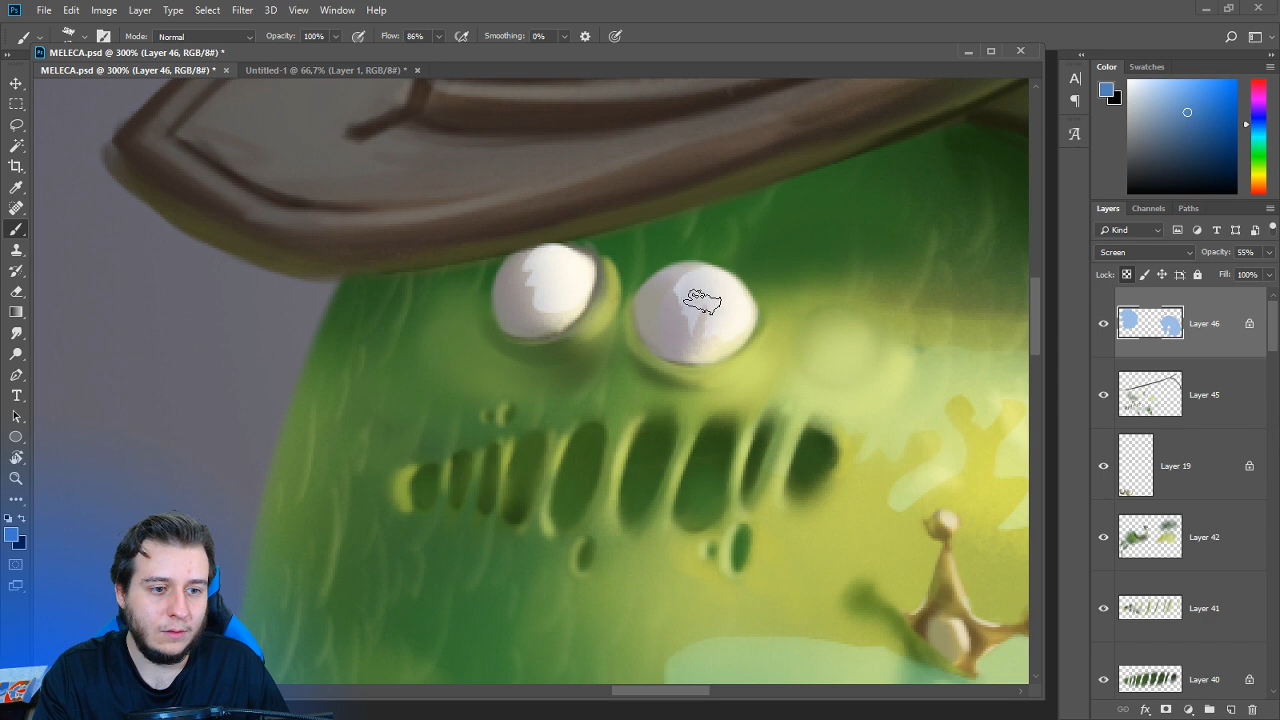 Ps File Edit Image Layer Type Select Filter 3D View Window Help
Mode: Normal Opacity: 100% Flow: 86% Smoothing: 0%
Ps MELECA.psd @ 300% (Layer 46, RGB/8#) *
MELECA.psd @ 300% (Layer 46, RGB/8#) * × Untitled-1 @ 66,7% (Layer 1, RGB/8#) * ×
Color Swatches
Layers Channels Paths
Kind
Screen Opacity: 55%
Lock: Fill: 100%
Layer 46
Layer 45
Layer 19
Layer 42
Layer 41
Layer 40